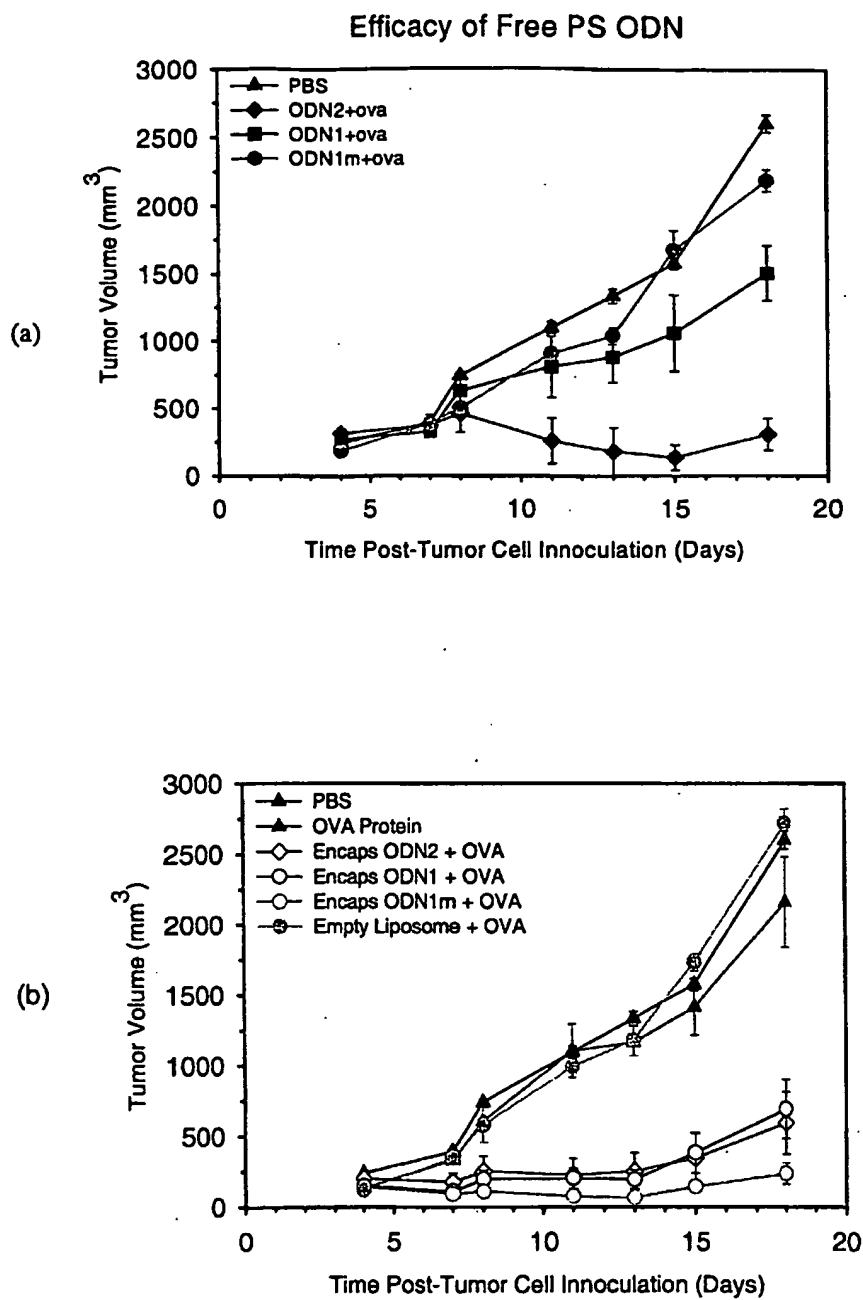 Efficacy of Free PS ODN
(a)
Tumor Volume (mm3)
3000
2500
2000
1500
1000
500
0
PBS
ODN2+ova
ODN1+ova
ODN1m+ova
0 5 10 15 20
Time Post-Tumor Cell Innoculation (Days)
(b)
Tumor Volume (mm3)
3000
2500
2000
1500
1000
500
0
PBS
OVA Protein
Encaps ODN2 + OVA
Encaps ODN1 + OVA
Encaps ODN1m + OVA
Empty Liposome + OVA
0 5 10 15 20
Time Post-Tumor Cell Innoculation (Days)